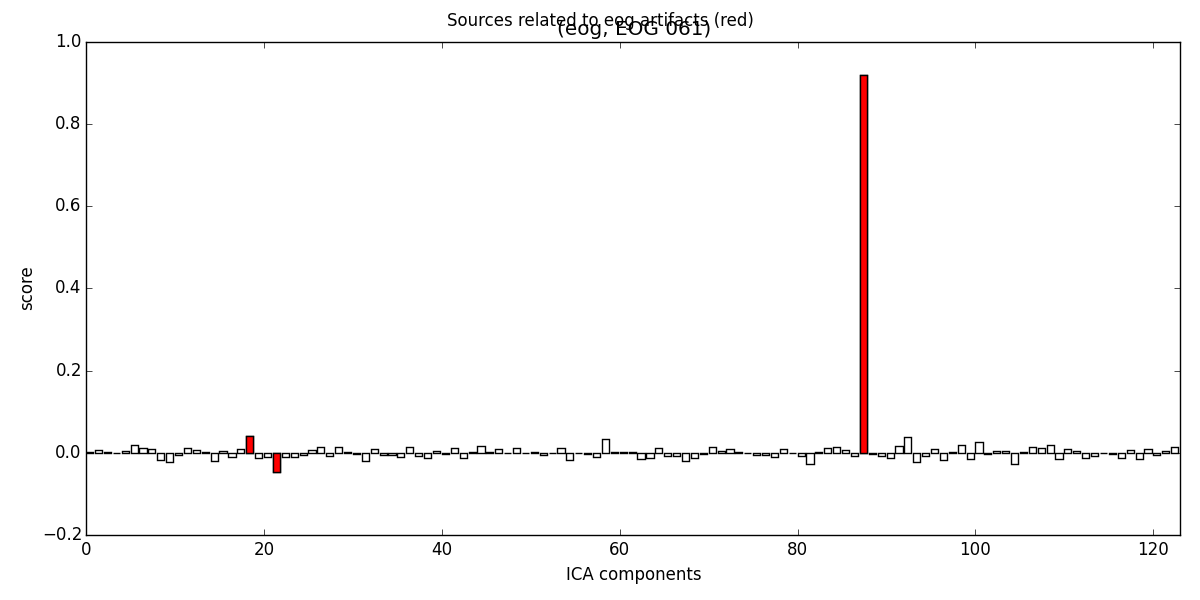 Sources related to eog artifacts (red)
(eog, EOG 061)
1.0
0.8
0.6
0.4
0.2
0.0
−0.2
score
0 20 40 60 80 100 120
ICA components